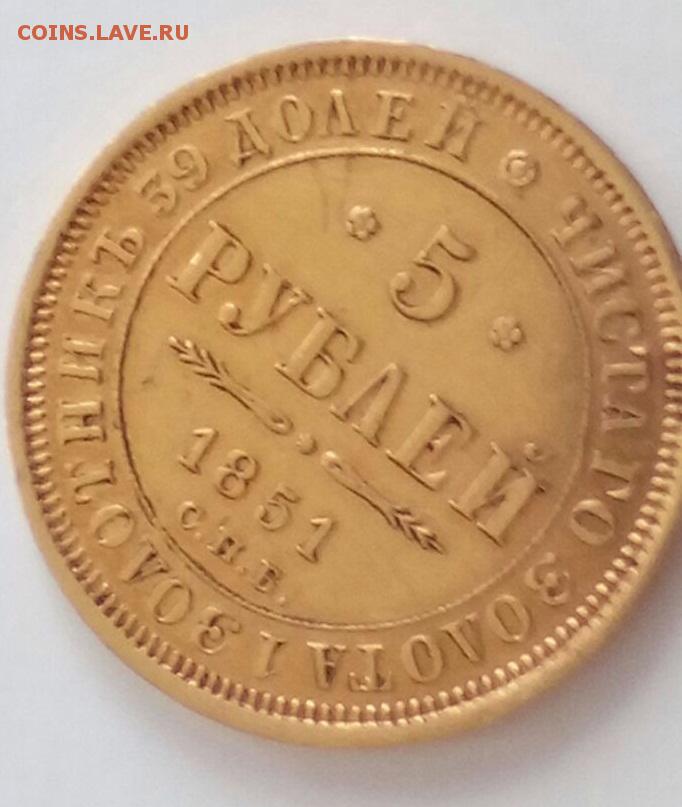 COINS.LAVE.RU
ЧИСТАГО ЗОЛОТА 1 ЗОЛОТНИКЪ 39 ДОЛЕЙ
5
РУБЛЕЙ
1851
С.П.Б.